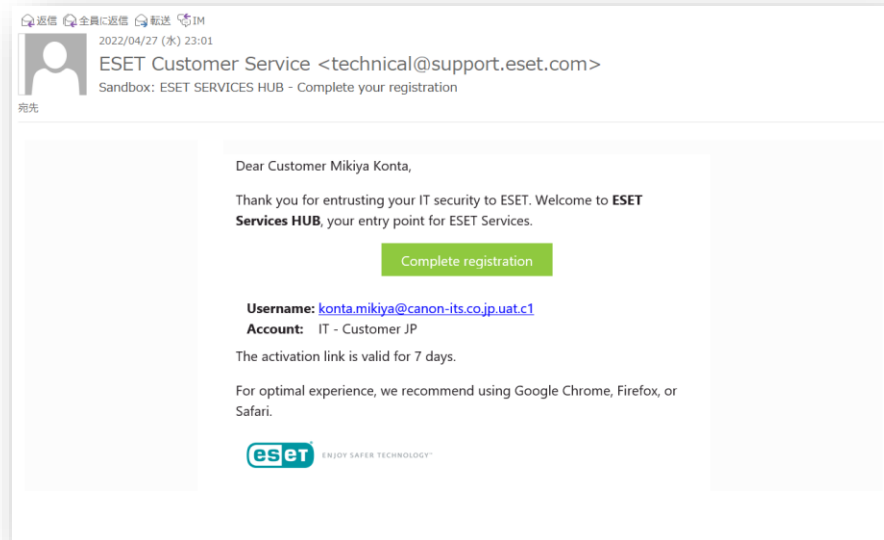 返信 全員に返信 転送 IM
2022/04/27 (水) 23:01
ESET Customer Service <technical@support.eset.com>
Sandbox: ESET SERVICES HUB - Complete your registration
宛先
Dear Customer Mikiya Konta,
Thank you for entrusting your IT security to ESET. Welcome to ESET
Services HUB, your entry point for ESET Services.
Complete registration
Username: konta.mikiya@canon-its.co.jp.uat.c1
Account: IT - Customer JP
The activation link is valid for 7 days.
For optimal experience, we recommend using Google Chrome, Firefox, or
Safari.
eset ENJOY SAFER TECHNOLOGY™